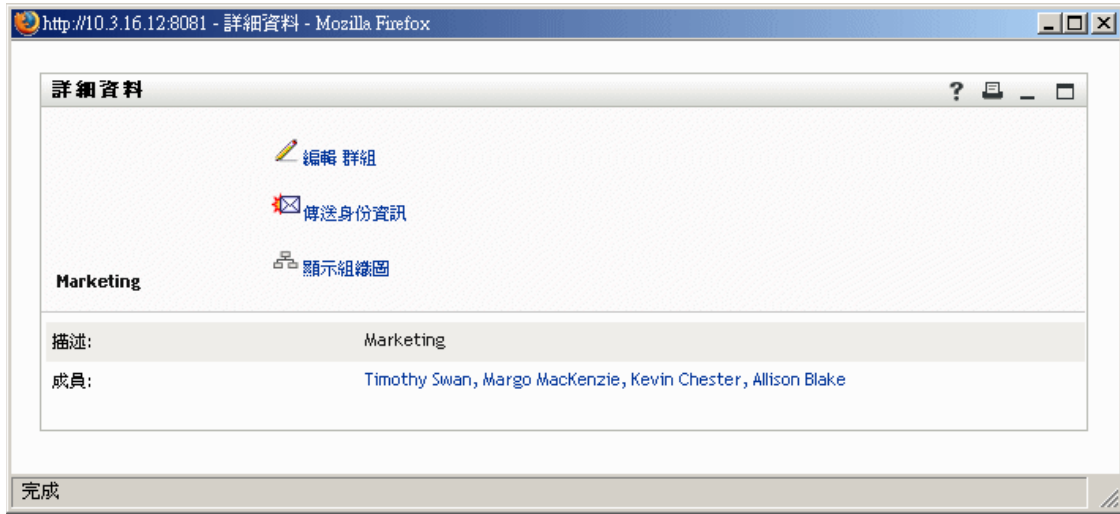 http://10.3.16.12:8081 - 詳細資料 - Mozilla Firefox
詳細資料
?
編輯 群組
傳送身份資訊
顯示組織圖
Marketing
描述: Marketing
成員: Timothy Swan, Margo MacKenzie, Kevin Chester, Allison Blake
完成